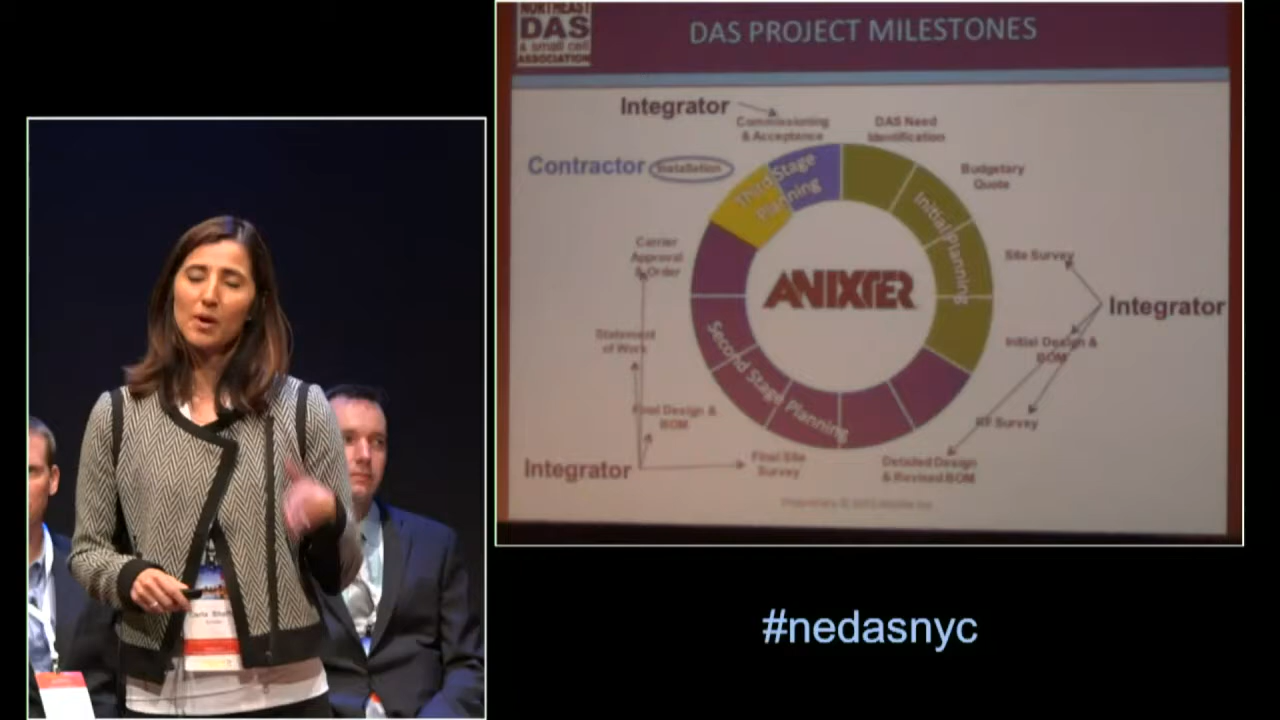 NORTHEAST
DAS
& small cell
ASSOCIATION
DAS PROJECT MILESTONES
Integrator
Commissioning
& Acceptance
DAS Need
Identification
Contractor
Installation
Budgetary
Quote
Third Stage
Planning
Initial Planning
Carrier
Approval
& Order
Site Survey
ANIXTER
Integrator
Statement
of Work
Initial Design &
BOM
Second Stage Planning
Final Design &
BOM
RF Survey
Integrator
Final Site
Survey
Detailed Design
& Revised BOM
#nedasnyc